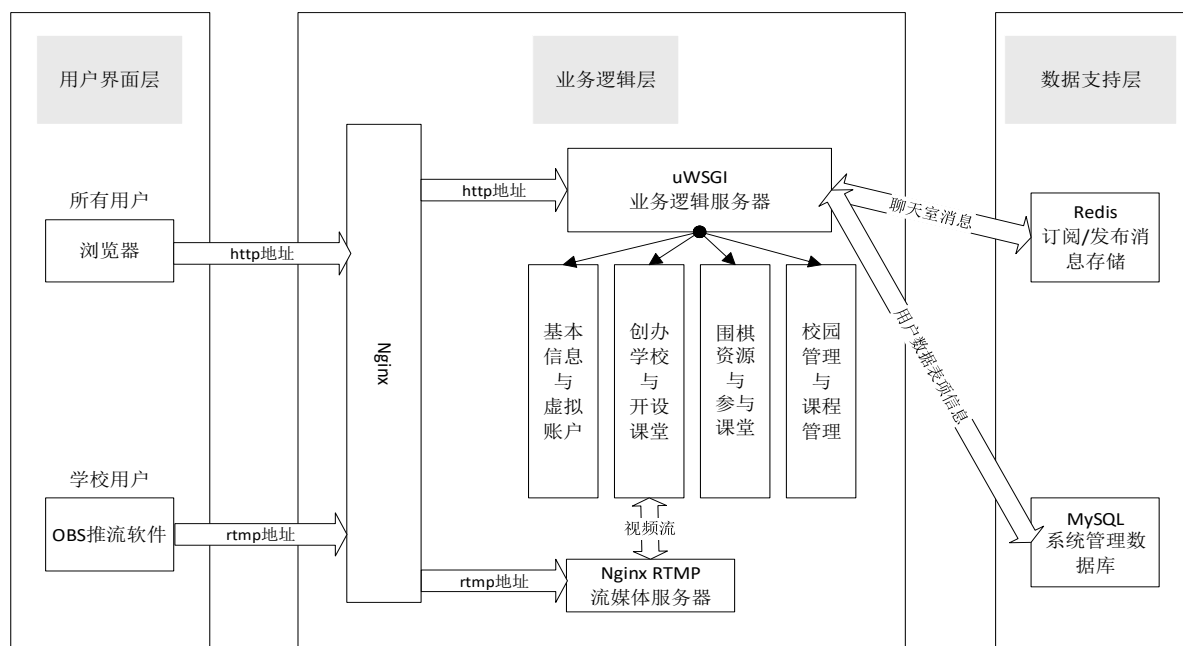 用户界面层
业务逻辑层
数据支持层
所有用户
浏览器
http地址
Nginx
http地址
uWSGI
业务逻辑服务器
聊天室消息
Redis
订阅/发布消
息存储
基本
信息
与
虚拟
账户
创办
学校
与
开设
课堂
围棋
资源
与
参与
课堂
校园
管理
与
课程
管理
用户数据表项信息
学校用户
OBS推流软件
rtmp地址
视频流
rtmp地址
Nginx RTMP
流媒体服务器
MySQL
系统管理数
据库